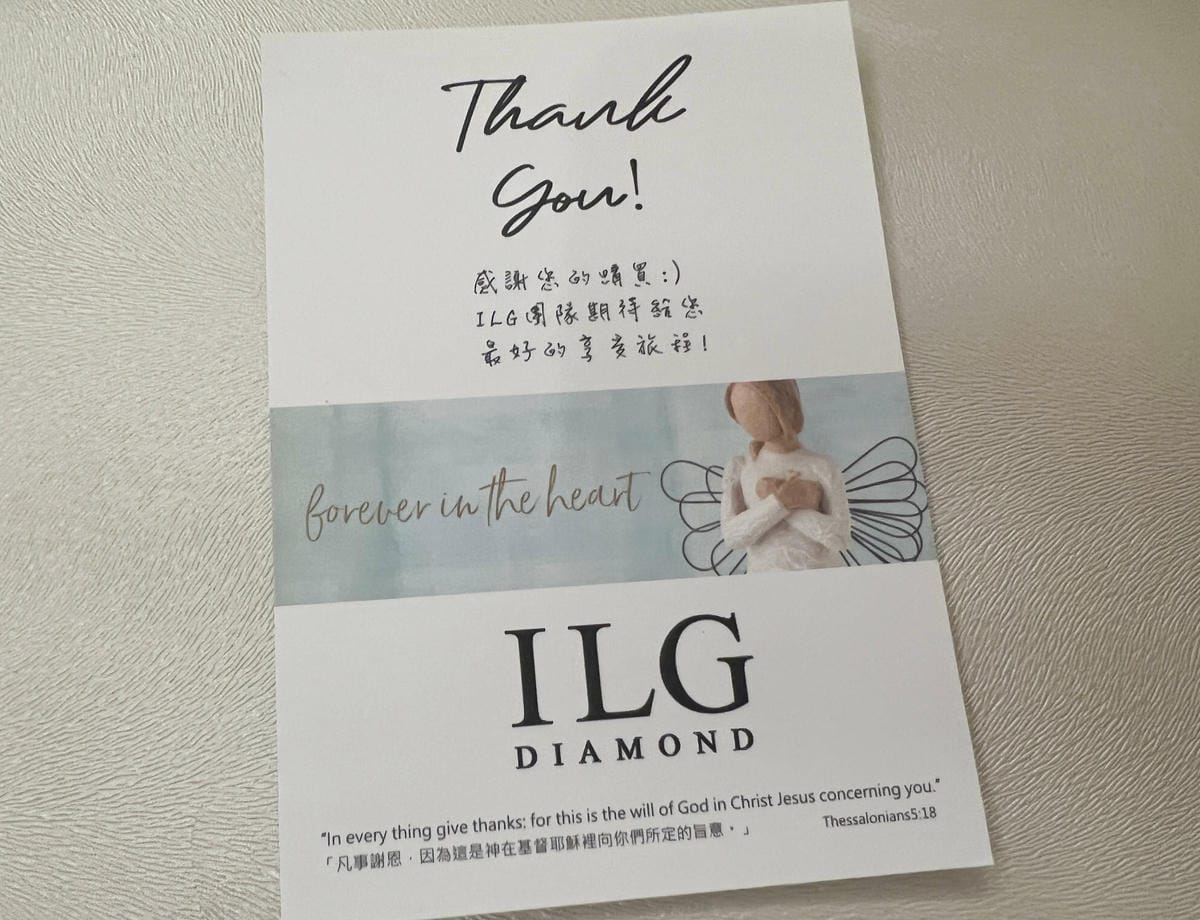 Thank
You!
感謝您的購買:)
ILG團隊期待給您
最好的享受旅程!
forever in the heart
ILG
DIAMOND
"In every thing give thanks: for this is the will of God in Christ Jesus concerning you."
Thessalonians5:18
「凡事謝恩，因為這是神在基督耶穌裡向你們所定的旨意。」